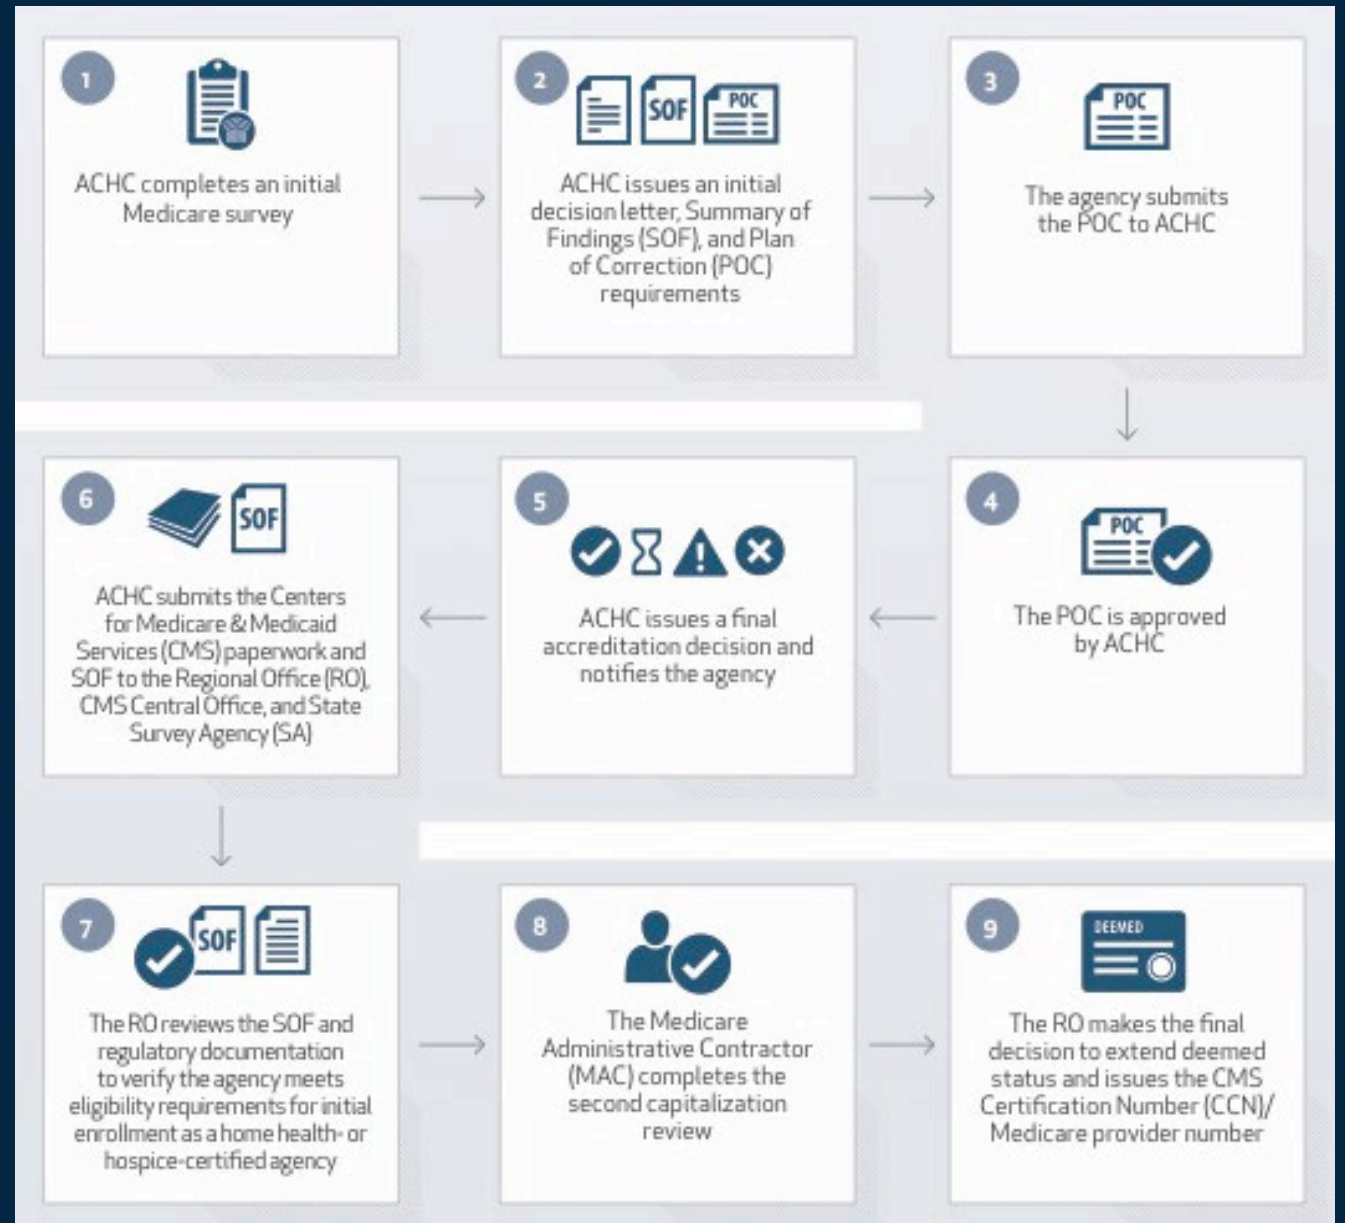 1
ACHC completes an initial
Medicare survey
2
SOF
POC
ACHC issues an initial
decision letter, Summary of
Findings (SOF), and Plan
of Correction (POC)
requirements
3
POC
The agency submits
the POC to ACHC
4
POC
The POC is approved
by ACHC
5
ACHC issues a final
accreditation decision and
notifies the agency
6
SOF
ACHC submits the Centers
for Medicare & Medicaid
Services (CMS) paperwork and
SOF to the Regional Office (RO),
CMS Central Office, and State
Survey Agency (SA)
7
SOF
The RO reviews the SOF and
regulatory documentation
to verify the agency meets
eligibility requirements for initial
enrollment as a home health- or
hospice-certified agency
8
The Medicare
Administrative Contractor
(MAC) completes the
second capitalization
review
9
DEEMED
The RO makes the final
decision to extend deemed
status and issues the CMS
Certification Number (CCN)/
Medicare provider number